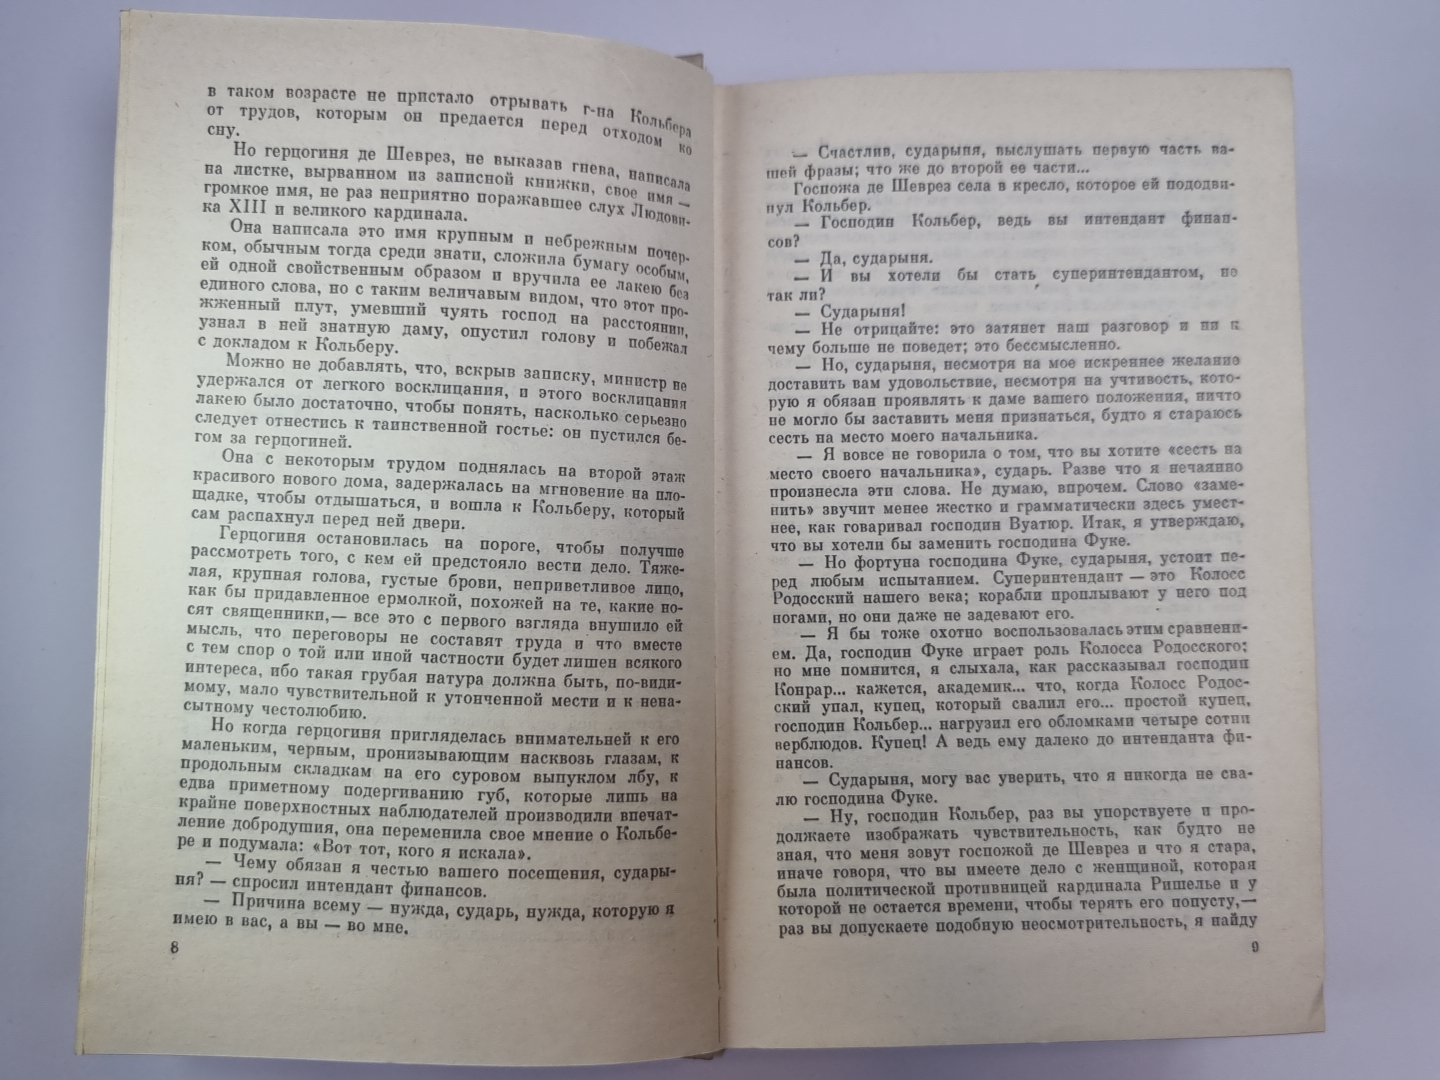 в таком возрасте не пристало отрывать г-па Кольбера
от трудов, которым он предается перед отходом ко
сну.
Но герцогиня де Шеврез, не выказав гнева, написала
на листке, вырванном из записной книжки, свое имя —
громкое имя, не раз неприятно поражавшее слух Людови-
ка XIII и великого кардинала.
Она написала это имя крупным и небрежным почер-
ком, обычным тогда среди знати, сложила бумагу особым,
ей одной свойственным образом и вручила ее лакею без
единого слова, но с таким величавым видом, что этот про-
жженный плут, умевший чуять господ на расстоянии,
узнал в ней знатную даму, опустил голову и побежал
с докладом к Кольберу.
Можно не добавлять, что, вскрыв записку, министр не
удержался от легкого восклицания, и этого восклицания
лакею было достаточно, чтобы понять, насколько серьезно
следует отнестись к таинственной гостье: он пустился бе-
гом за герцогиней.
Она с некоторым трудом поднялась на второй этаж
красивого нового дома, задержалась на мгновение на пло-
щадке, чтобы отдышаться, и вошла к Кольберу, который
сам распахнул перед ней двери.
Герцогиня остановилась на пороге, чтобы получше
рассмотреть того, с кем ей предстояло вести дело. Тяже-
лая, крупная голова, густые брови, неприветливое лицо,
как бы придавленное ермолкой, похожей на те, какие но-
сят священники,— все это с первого взгляда внушило ей
мысль, что переговоры не составят труда и что вместе
с тем спор о той или иной частности будет лишен всякого
интереса, ибо такая грубая натура должна быть, по-види-
мому, мало чувствительной к утонченной мести и к нена-
сытному честолюбию.
Но когда герцогиня пригляделась внимательней к его
маленьким, черным, пронизывающим насквозь глазам, к
продольным складкам на его суровом выпуклом лбу, к
едва приметному подергиванию губ, которые лишь на
крайне поверхностных наблюдателей производили впечат-
ление добродушия, она переменила свое мнение о Кольбе-
ре и подумала: «Вот тот, кого я искала».
— Чему обязан я честью вашего посещения, судары-
ня? — спросил интендант финансов.
— Причина всему — нужда, сударь, нужда, которую я
имею в вас, а вы — во мне.
8
— Счастлив, сударыня, выслушать первую часть ва-
шей фразы; что же до второй ее части...
Госпожа де Шеврез села в кресло, которое ей пододви-
нул Кольбер.
— Господин Кольбер, ведь вы интендант финан-
сов?
— Да, сударыня.
— И вы хотели бы стать суперинтендантом, не
так ли?
— Сударыня!
— Не отрицайте: это затянет наш разговор и ни к
чему больше не поведет; это бессмысленно.
— Но, сударыня, несмотря на мое искреннее желание
доставить вам удовольствие, несмотря на учтивость, кото-
рую я обязан проявлять к даме вашего положения, ничто
не могло бы заставить меня признаться, будто я стараюсь
сесть на место моего начальника.
— Я вовсе не говорила о том, что вы хотите «сесть на
место своего начальника», сударь. Разве что я нечаянно
произнесла эти слова. Не думаю, впрочем. Слово «заме-
нить» звучит менее жестко и грамматически здесь умест-
нее, как говаривал господин Вуатюр. Итак, я утверждаю,
что вы хотели бы заменить господина Фуке.
— Но фортуна господина Фуке, сударыня, устоит пе-
ред любым испытанием. Суперинтендант — это Колосс
Родосский нашего века; корабли проплывают у него под
ногами, но они даже не задевают его.
— Я бы тоже охотно воспользовалась этим сравнени-
ем. Да, господин Фуке играет роль Колосса Родосского;
но мне помнится, я слыхала, как рассказывал господин
Конрар... кажется, академик... что, когда Колосс Родос-
ский упал, купец, который свалил его... простой купец,
господин Кольбер... нагрузил его обломками четыре сотни
верблюдов. Купец! А ведь ему далеко до интенданта фи-
нансов.
— Сударыня, могу вас уверить, что я никогда не сва-
лю господина Фуке.
— Ну, господин Кольбер, раз вы упорствуете и про-
должаете изображать чувствительность, как будто не
зная, что меня зовут госпожой де Шеврез и что я стара,
иначе говоря, что вы имеете дело с женщиной, которая
была политической противницей кардинала Ришелье и у
которой не остается времени, чтобы терять его попусту,—
раз вы допускаете подобную неосмотрительность, я найду
9